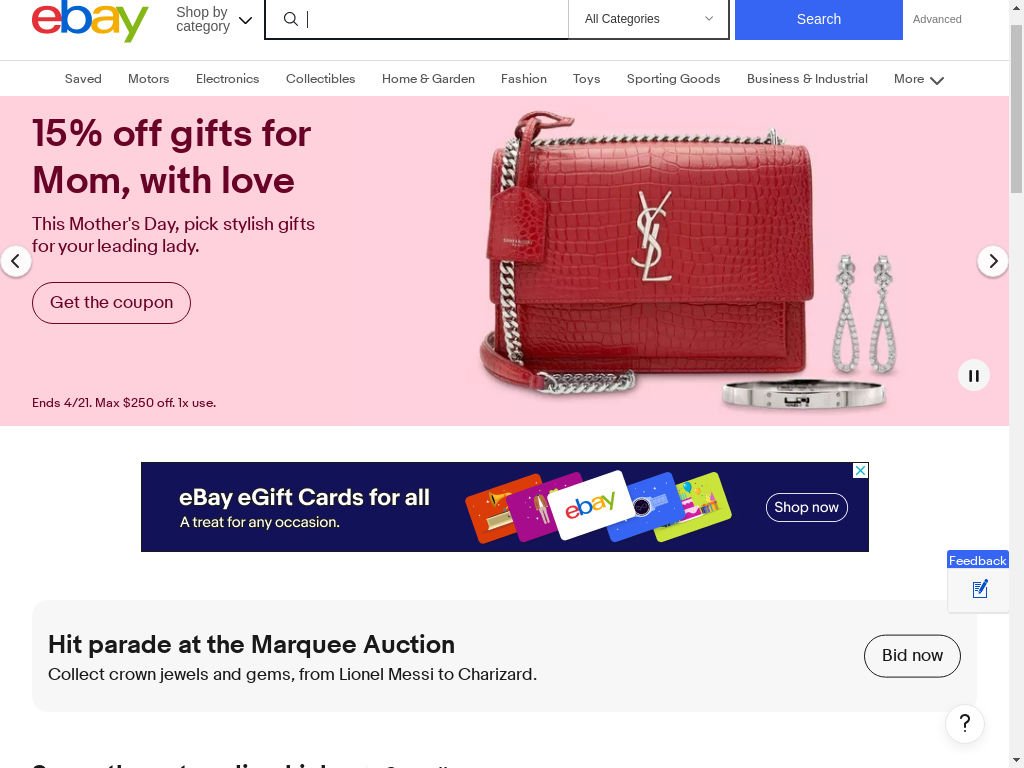 ebay
Shop by
category
All Categories
Search
Advanced
Saved
Motors
Electronics
Collectibles
Home & Garden
Fashion
Toys
Sporting Goods
Business & Industrial
More
15% off gifts for
Mom, with love
This Mother's Day, pick stylish gifts
for your leading lady.
Get the coupon
Ends 4/21. Max $250 off. 1x use.
eBay eGift Cards for all
A treat for any occasion.
ebay
Shop now
Feedback
Hit parade at the Marquee Auction
Collect crown jewels and gems, from Lionel Messi to Charizard.
Bid now
?